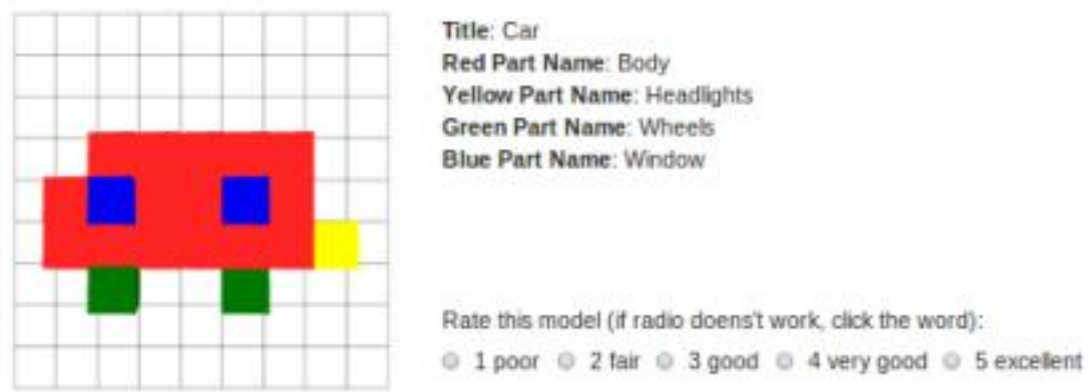 Title: Car
Red Part Name: Body
Yellow Part Name: Headlights
Green Part Name: Wheels
Blue Part Name: Window
Rate this model (if radio doens't work, click the word):
1 poor 2 fair 3 good 4 very good 5 excellent